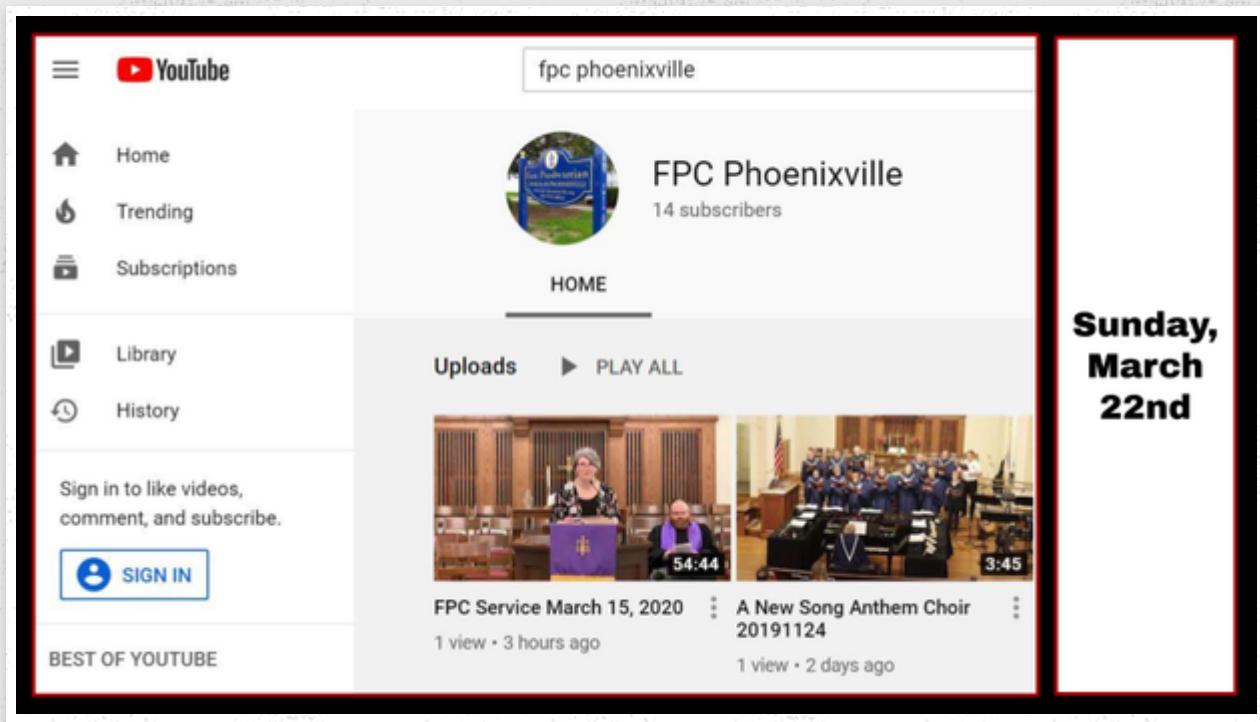 YouTube
fpc phoenixville
Home
Trending
Subscriptions
Library
History
Sign in to like videos,
comment, and subscribe.
SIGN IN
BEST OF YOUTUBE
FPC Phoenixville
14 subscribers
HOME
Uploads
PLAY ALL
54:44
FPC Service March 15, 2020
1 view • 3 hours ago
3:45
A New Song Anthem Choir
20191124
1 view • 2 days ago
Sunday,
March
22nd